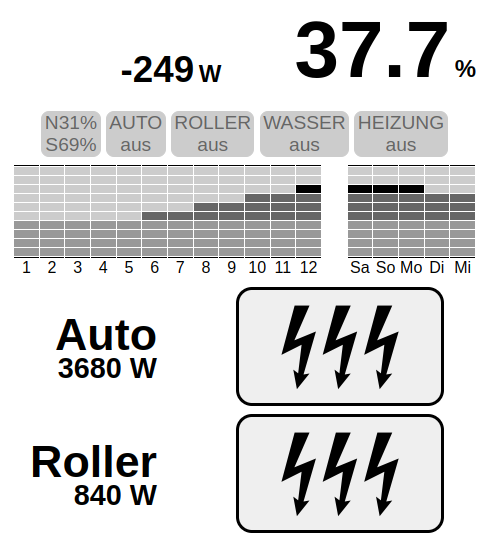 -249 W
37.7 %
N31% AUTO ROLLER WASSER HEIZUNG
S69% aus aus aus aus
1 2 3 4 5 6 7 8 9 10 11 12 Sa So Mo Di Mi
Auto
3680 W
Roller
840 W